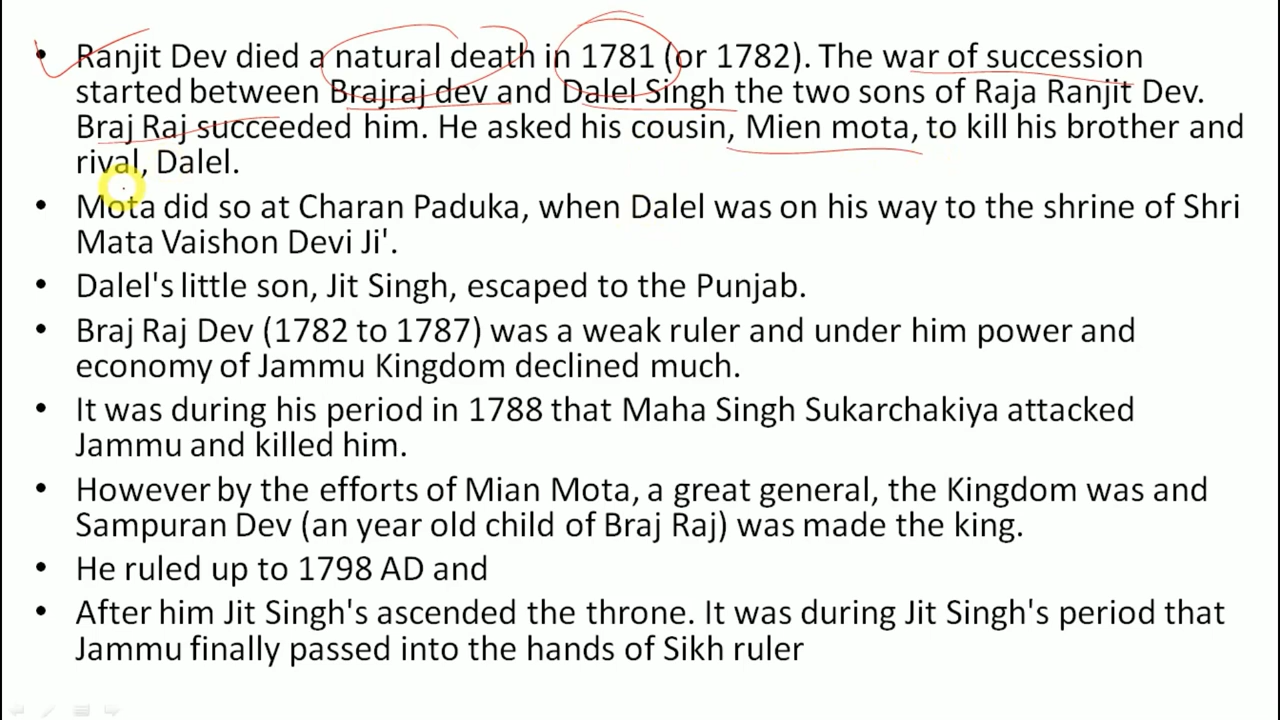 • Ranjit Dev died a natural death in 1781 (or 1782). The war of succession
started between Brajraj dev and Dalel Singh the two sons of Raja Ranjit Dev.
Braj Raj succeeded him. He asked his cousin, Mien mota, to kill his brother and
rival, Dalel.
• Mota did so at Charan Paduka, when Dalel was on his way to the shrine of Shri
Mata Vaishon Devi Ji'.
• Dalel's little son, Jit Singh, escaped to the Punjab.
• Braj Raj Dev (1782 to 1787) was a weak ruler and under him power and
economy of Jammu Kingdom declined much.
• It was during his period in 1788 that Maha Singh Sukarchakiya attacked
Jammu and killed him.
• However by the efforts of Mian Mota, a great general, the Kingdom was and
Sampuran Dev (an year old child of Braj Raj) was made the king.
• He ruled up to 1798 AD and
• After him Jit Singh's ascended the throne. It was during Jit Singh's period that
Jammu finally passed into the hands of Sikh ruler